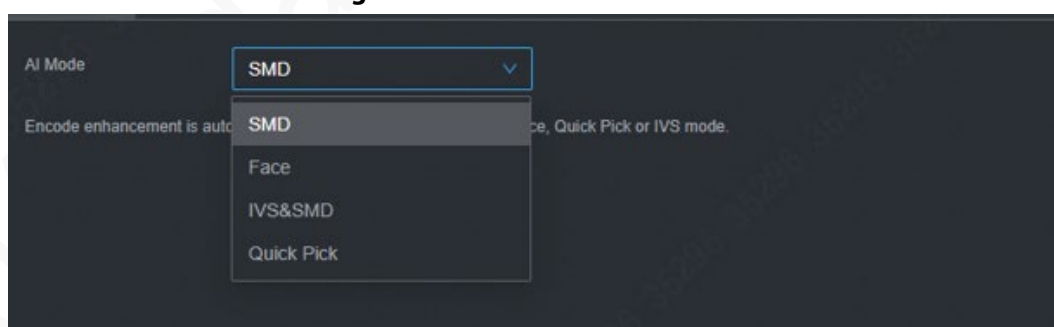 AI Mode
SMD
Encode enhancement is auto
SMD
ce, Quick Pick or IVS mode.
Face
IVS&SMD
Quick Pick